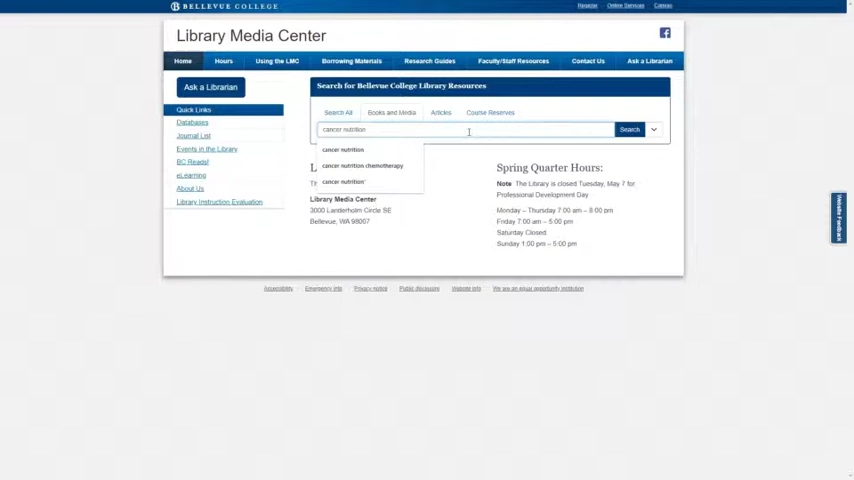 BELLEVUE COLLEGE
Register Online Services Canvas
Library Media Center
Home Hours Using the LMC Borrowing Materials Research Guides Faculty/Staff Resources Contact Us Ask a Librarian
Ask a Librarian
Quick Links
Databases
Journal List
Events in the Library
BC Reads!
eLearning
About Us
Library Instruction Evaluation
Search for Bellevue College Library Resources
Search All Books and Media Articles Course Reserves
cancer nutrition
Search
cancer nutrition
cancer nutrition chemotherapy
cancer nutrition`
Library Media Center
3000 Landerholm Circle SE
Bellevue, WA 98007
Spring Quarter Hours:
Note The Library is closed Tuesday, May 7 for
Professional Development Day
Monday – Thursday 7:00 am – 8:00 pm
Friday 7:00 am – 5:00 pm
Saturday Closed
Sunday 1:00 pm – 5:00 pm
Website Feedback
Accessibility Emergency info Privacy notice Public disclosure Website info We are an equal opportunity institution